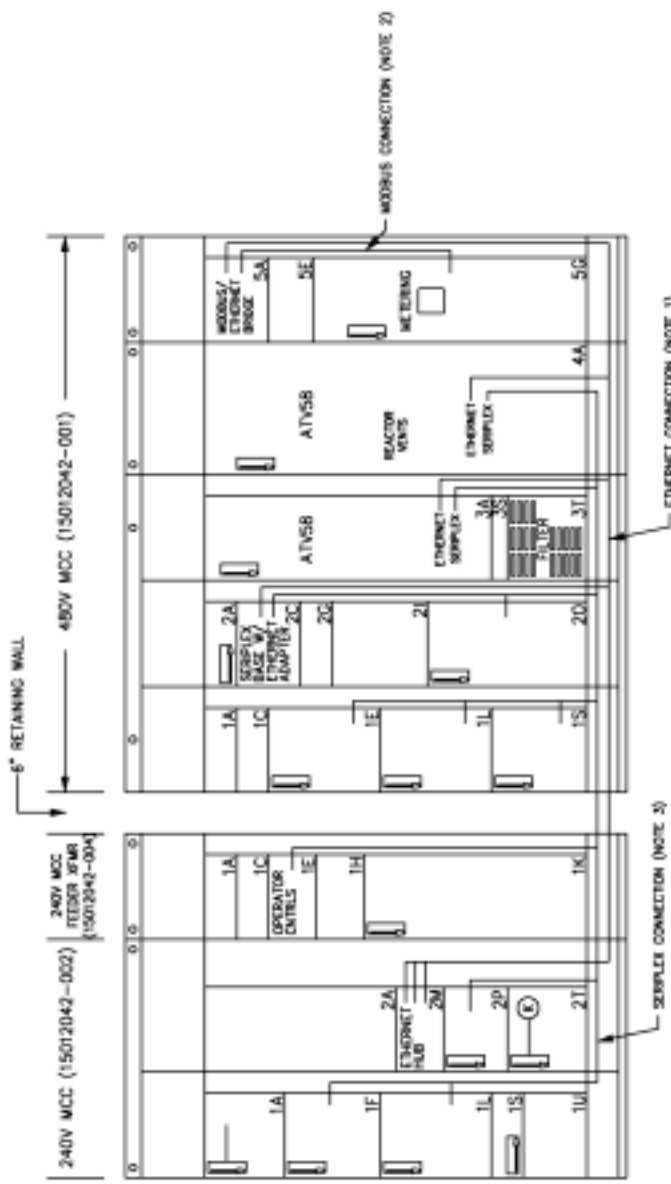 6" RETAINING WALL
240V MCC (15012042-002)
240V MCC
FEEDER XFMR
(15012042-004)
480V MCC (15012042-001)
1A
1F
1L
1S
1U
ETHERNET
HUB
2A
2M
2P
K
2T
1A
1C
OPERATOR
CNTRLS
1E
1H
1K
1A
1C
1E
1L
1S
2A
SERIPLEX
BASE W/
ETHERNET
ADAPTER
2C
2G
2I
2D
ATV58
ETHERNET
SERIPLEX
3A
3S
FILTER
3T
ATV58
REACTOR
VENTS
ETHERNET
SERIPLEX
4A
MODBUS/
ETHERNET
BRIDGE
5A
5E
METERING
5G
MODBUS CONNECTION (NOTE 2)
SERIPLEX CONNECTION (NOTE 3)
ETHERNET CONNECTION (NOTE 1)